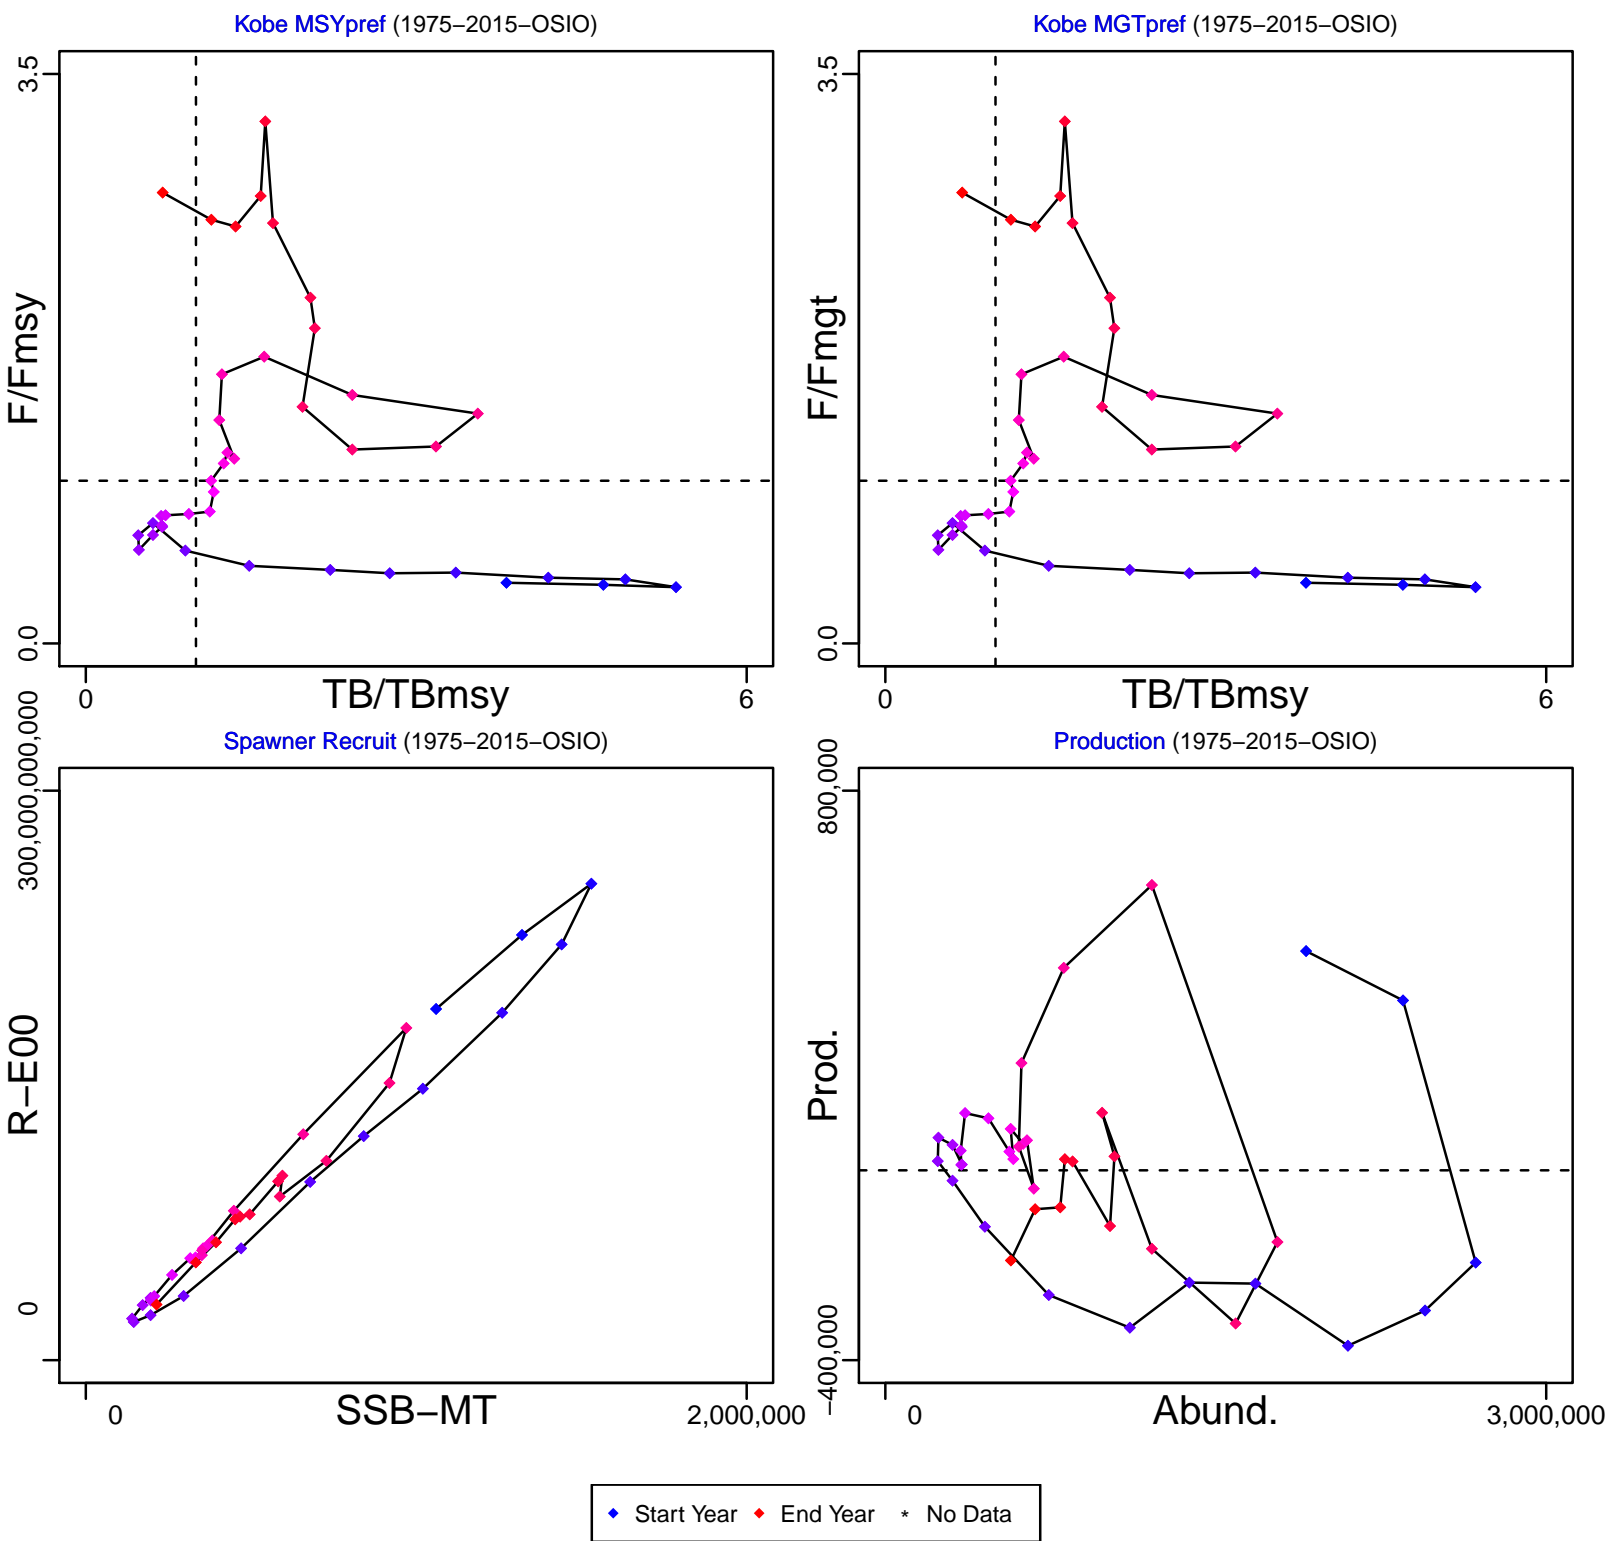 Kobe MSYpref (1975−2015−OSIO)
3.5
F/Fmsy
0.0
0
TB/TBmsy
6
Kobe MGTpref (1975−2015−OSIO)
3.5
F/Fmgt
0.0
0
TB/TBmsy
6
Spawner Recruit (1975−2015−OSIO)
300,000,000,000
R−E00
0
0
SSB−MT
2,000,000
Production (1975−2015−OSIO)
800,000
Prod.
−400,000
0
Abund.
3,000,000
Start Year End Year * No Data